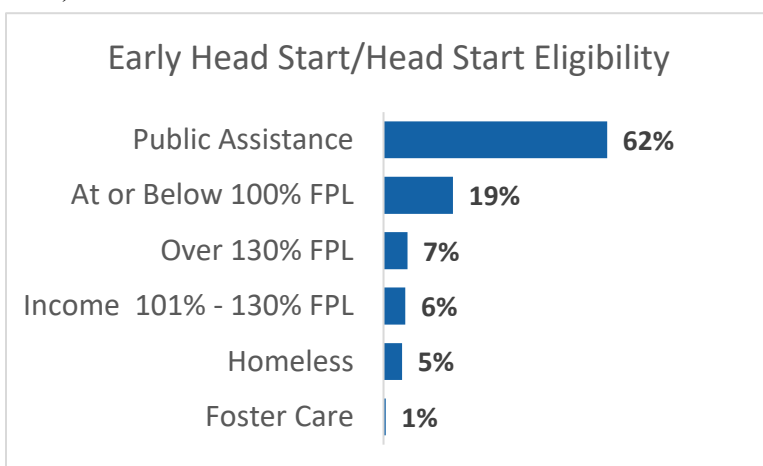 Early Head Start/Head Start Eligibility
Public Assistance 62%
At or Below 100% FPL 19%
Over 130% FPL 7%
Income 101% - 130% FPL 6%
Homeless 5%
Foster Care 1%